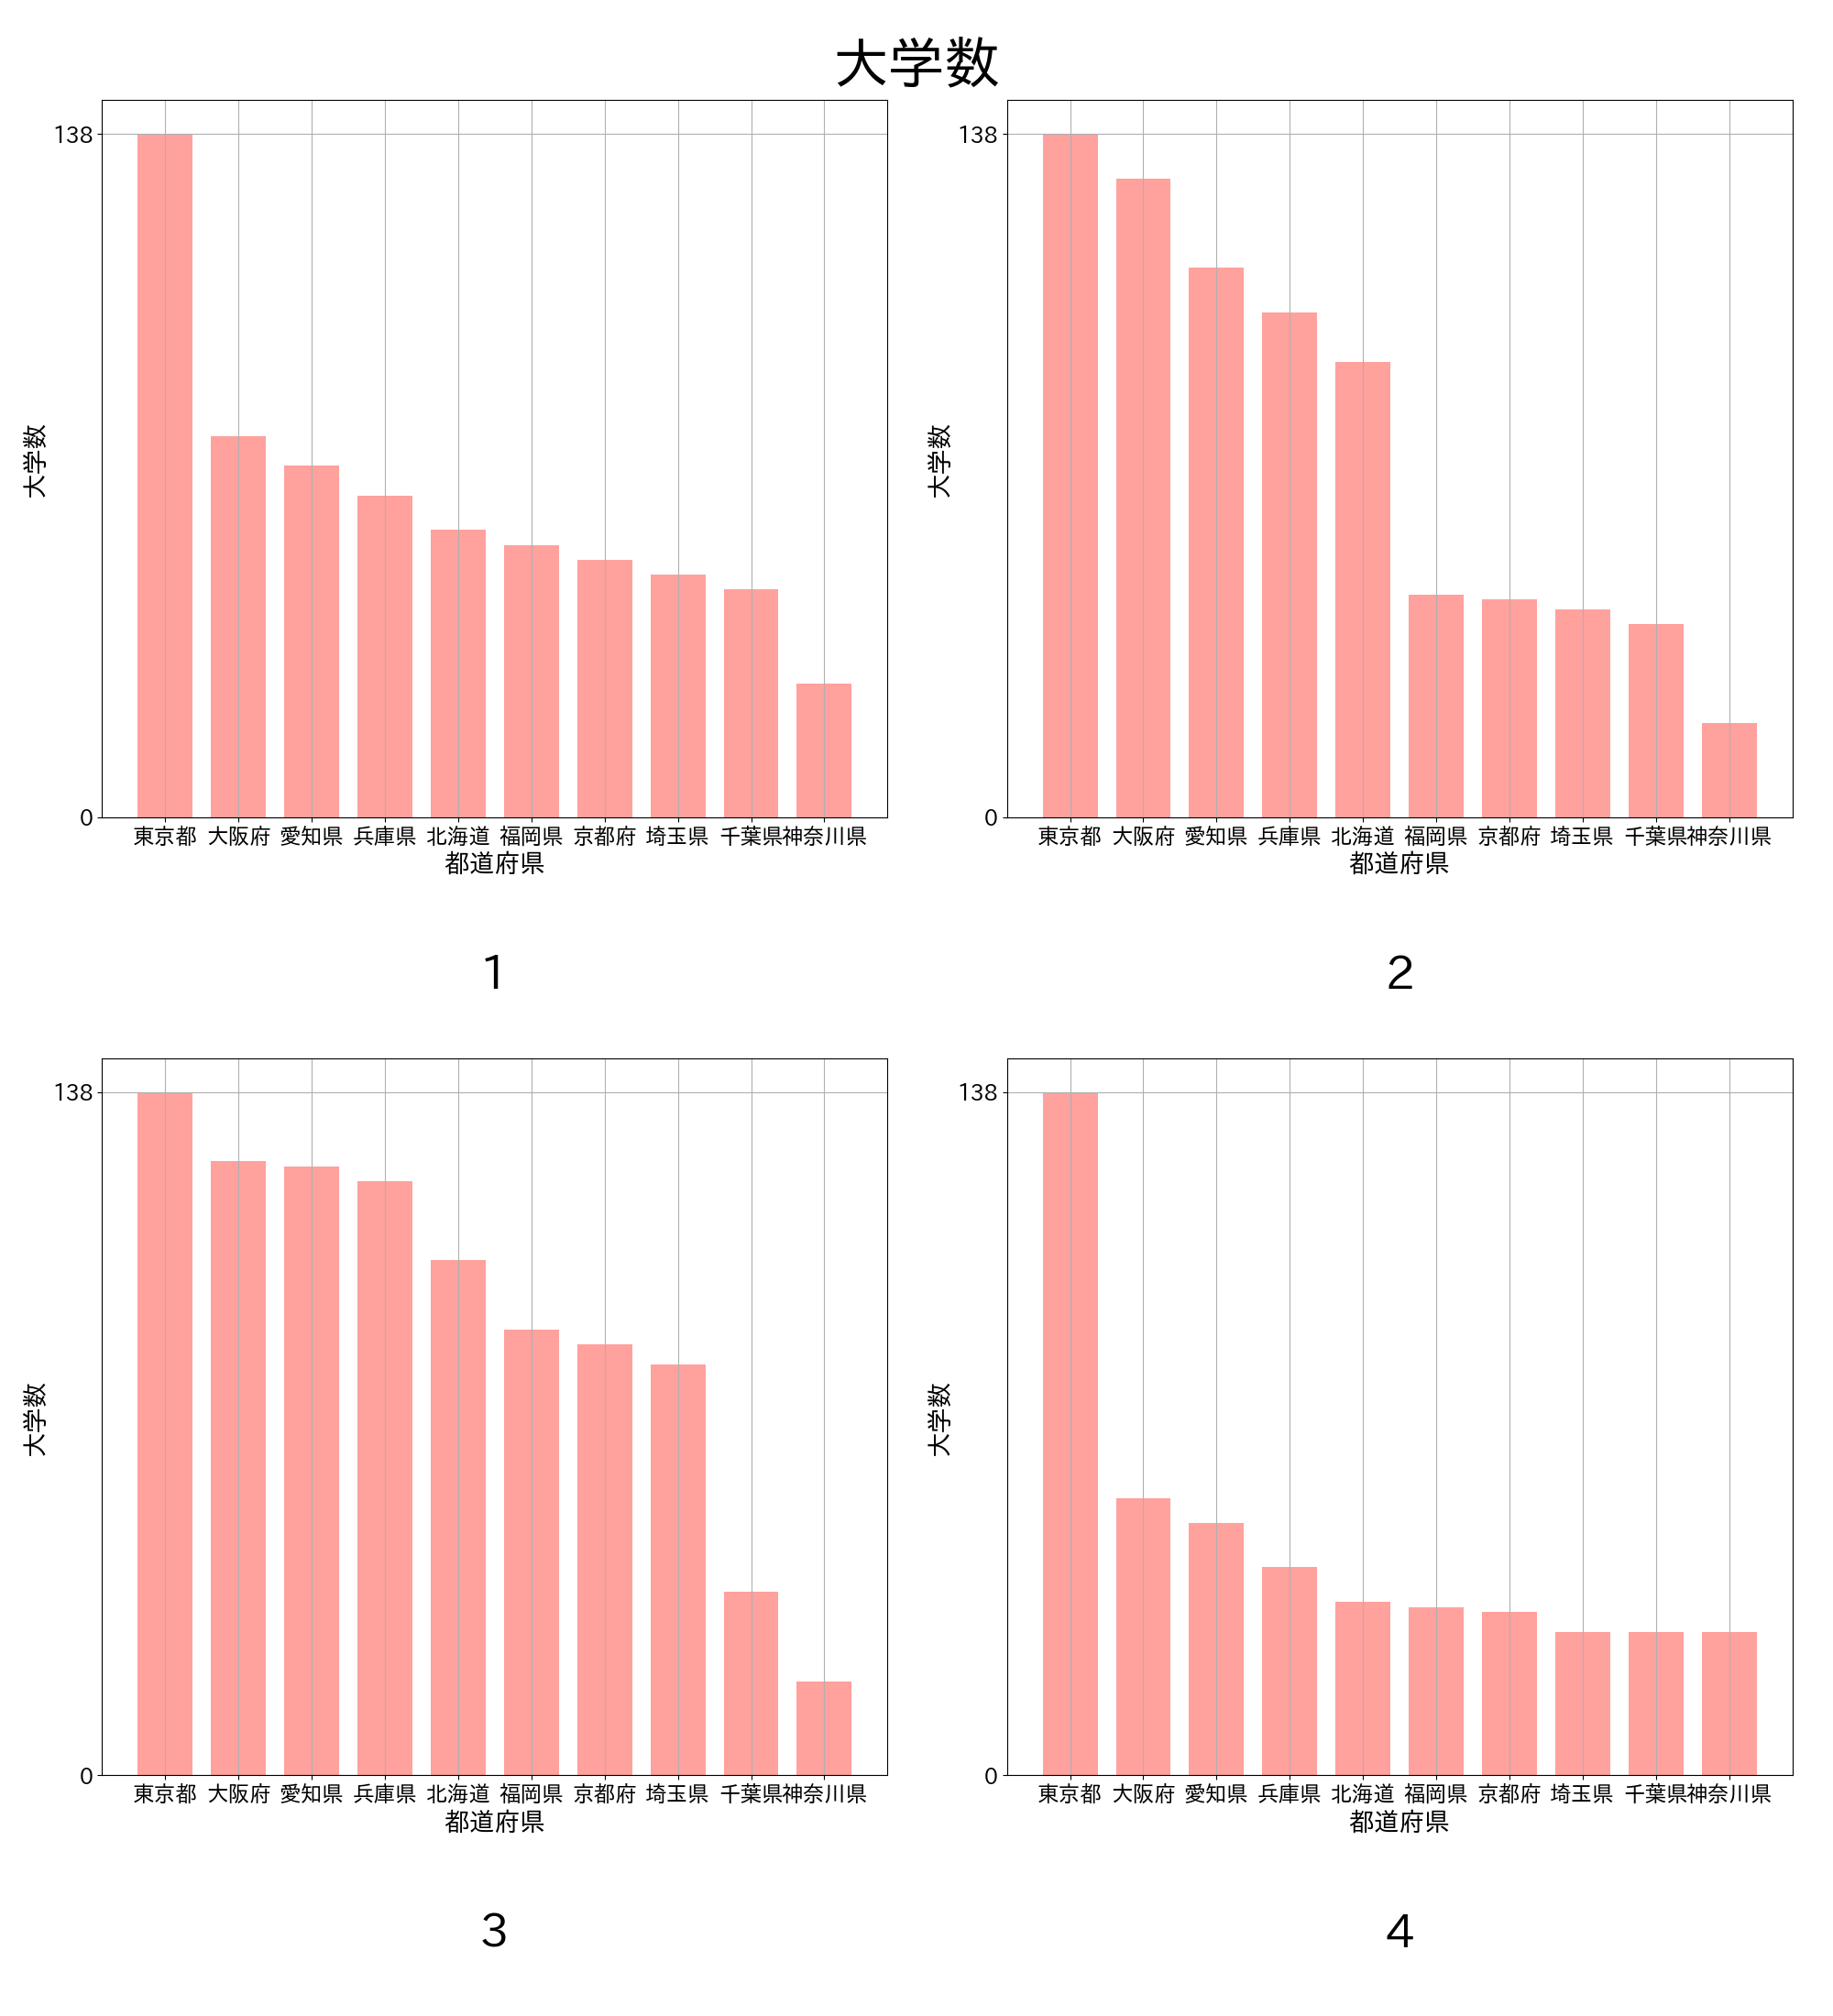 大学数
138
0
大学数
東京都 大阪府 愛知県 兵庫県 北海道 福岡県 京都府 埼玉県 千葉県 神奈川県
都道府県
1
138
0
大学数
東京都 大阪府 愛知県 兵庫県 北海道 福岡県 京都府 埼玉県 千葉県 神奈川県
都道府県
2
138
0
大学数
東京都 大阪府 愛知県 兵庫県 北海道 福岡県 京都府 埼玉県 千葉県 神奈川県
都道府県
3
138
0
大学数
東京都 大阪府 愛知県 兵庫県 北海道 福岡県 京都府 埼玉県 千葉県 神奈川県
都道府県
4